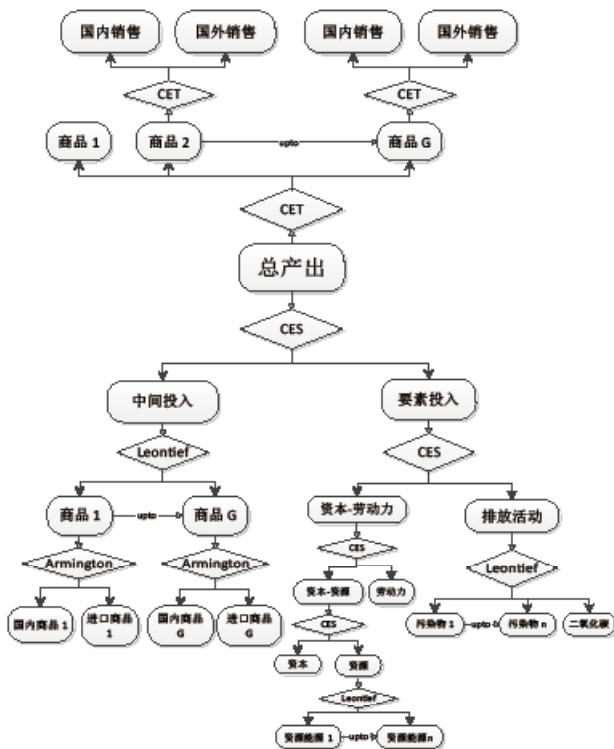 国内销售 国外销售 国内销售 国外销售
CET CET
商品 1 商品 2 upto 商品 G
CET
总产出
CES
中间投入 要素投入
Leontief CES
商品 1 upto 商品 G 资本-劳动力 排放活动
Armington Armington CES Leontief
国内商品 1 进口商品 1 国内商品 G 进口商品 G 资本-资源 劳动力 污染物 1 upto 污染物 n 二氧化碳
CES
资本 资源
Leontief
资源能源 1 upto 资源能源n